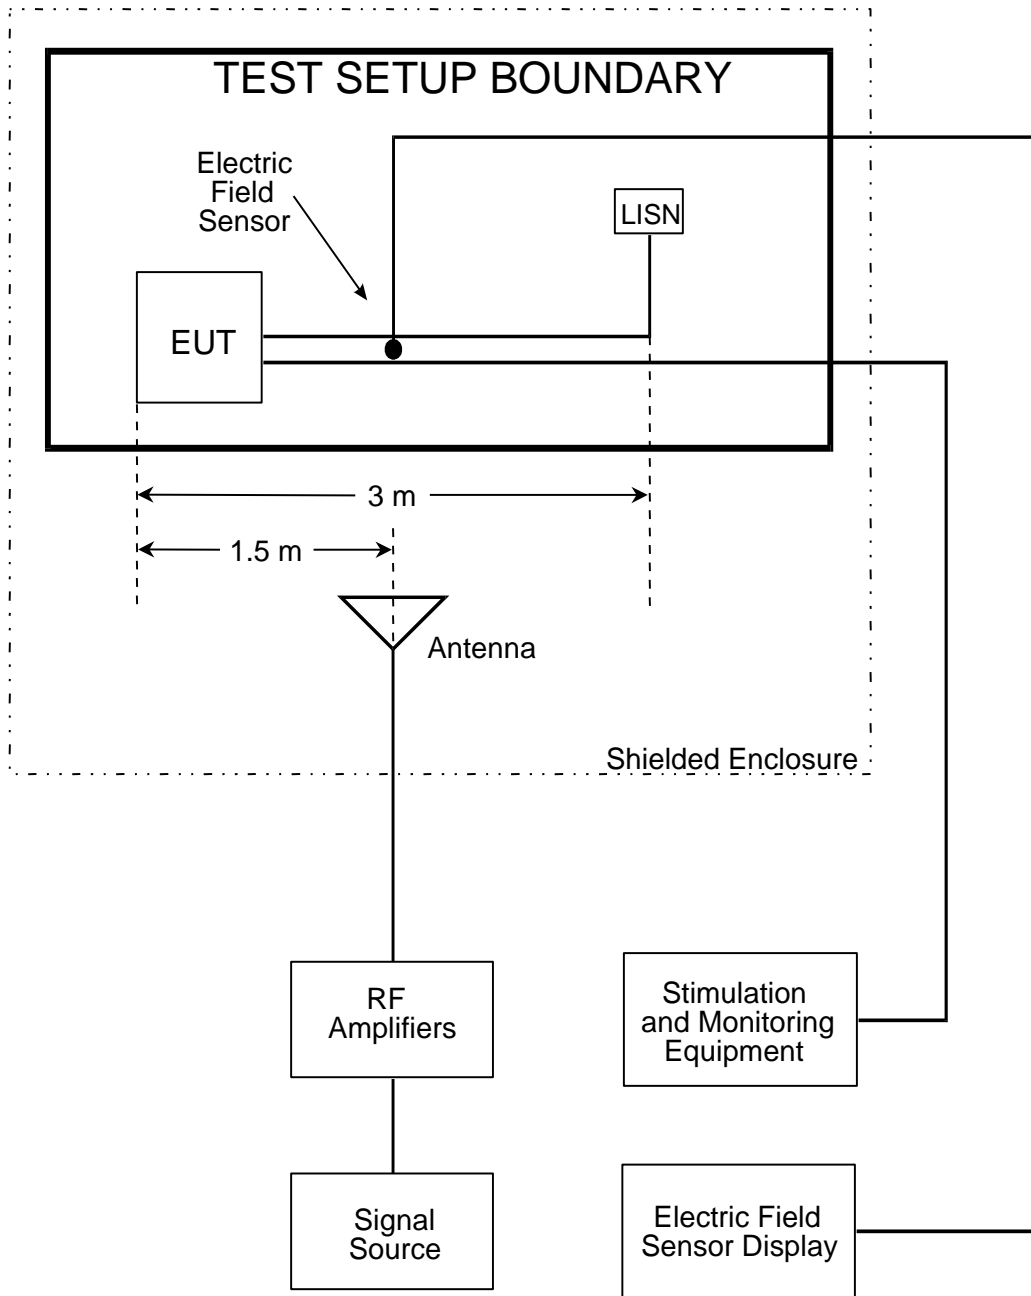 TEST SETUP BOUNDARY
Electric
Field
Sensor
LISN
EUT
3 m
1.5 m
Antenna
Shielded Enclosure
RF
Amplifiers
Stimulation
and Monitoring
Equipment
Signal
Source
Electric Field
Sensor Display